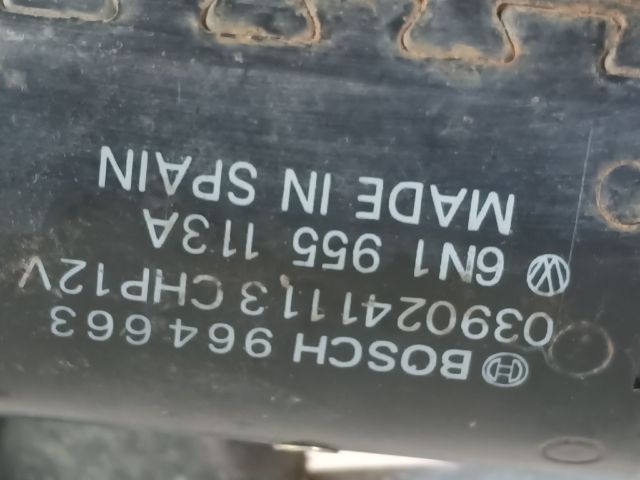 BOSCH 964 663
0390241113 CHP12V
6N1 955 113A
MADE IN SPAIN